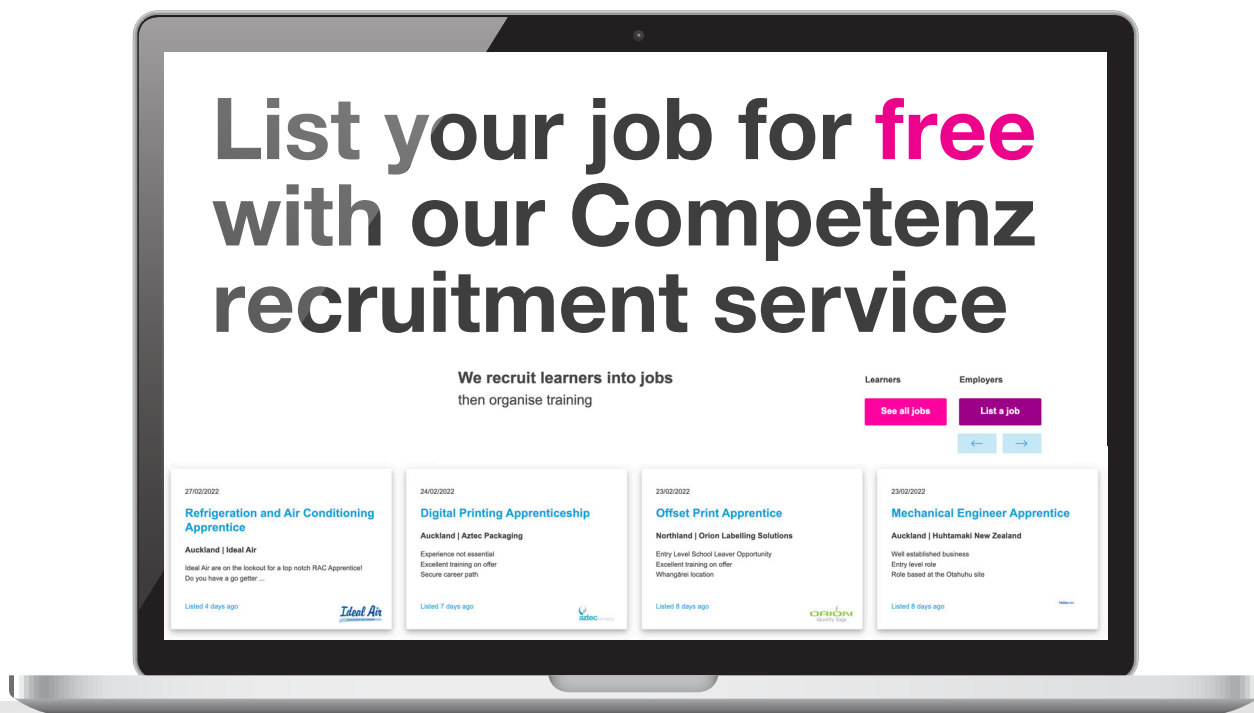 List your job for free
with our Competenz
recruitment service
We recruit learners into jobs
then organise training
Learners
Employers
See all jobs
List a job
27/02/2022
Refrigeration and Air Conditioning
Apprentice
Auckland | Ideal Air
Ideal Air are on the lookout for a top notch RAC Apprentice!
Do you have a go getter ...
Listed 4 days ago
Ideal Air
24/02/2022
Digital Printing Apprenticeship
Auckland | Aztec Packaging
Experience not essential
Excellent training on offer
Secure career path
Listed 7 days ago
aztec
23/02/2022
Offset Print Apprentice
Northland | Orion Labelling Solutions
Entry Level School Leaver Opportunity
Excellent training on offer
Whangārei location
Listed 8 days ago
ORION
Quality tags
23/02/2022
Mechanical Engineer Apprentice
Auckland | Huhtamaki New Zealand
Well established business
Entry level role
Role based at the Otahuhu site
Listed 8 days ago